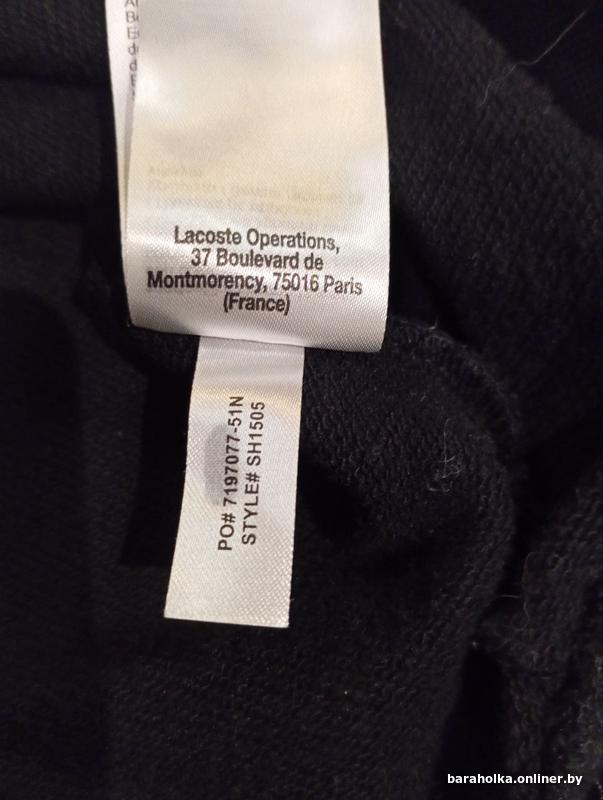 Lacoste Operations,
37 Boulevard de
Montmorency, 75016 Paris
(France)
PO# 7197077-51N
STYLE# SH1505
baraholka.onliner.by